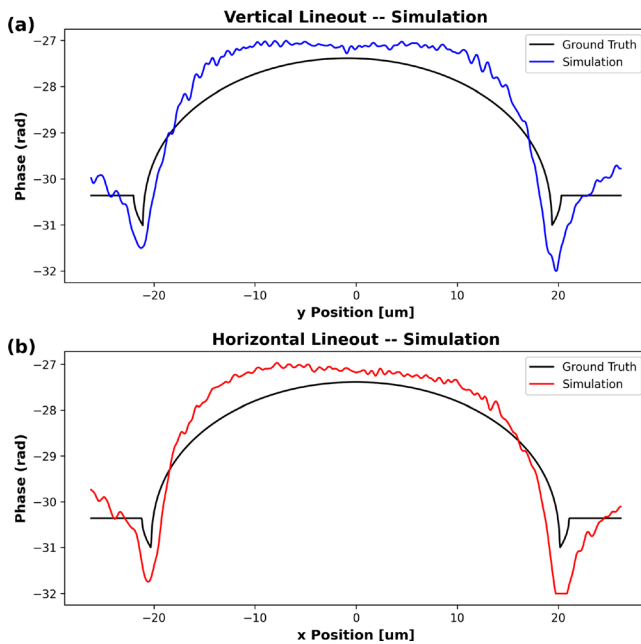 (a)
Vertical Lineout -- Simulation
Ground Truth
Simulation
Phase (rad)
−27
−28
−29
−30
−31
−32
−20
−10
0
10
20
y Position [um]
(b)
Horizontal Lineout -- Simulation
Ground Truth
Simulation
Phase (rad)
−27
−28
−29
−30
−31
−32
−20
−10
0
10
20
x Position [um]